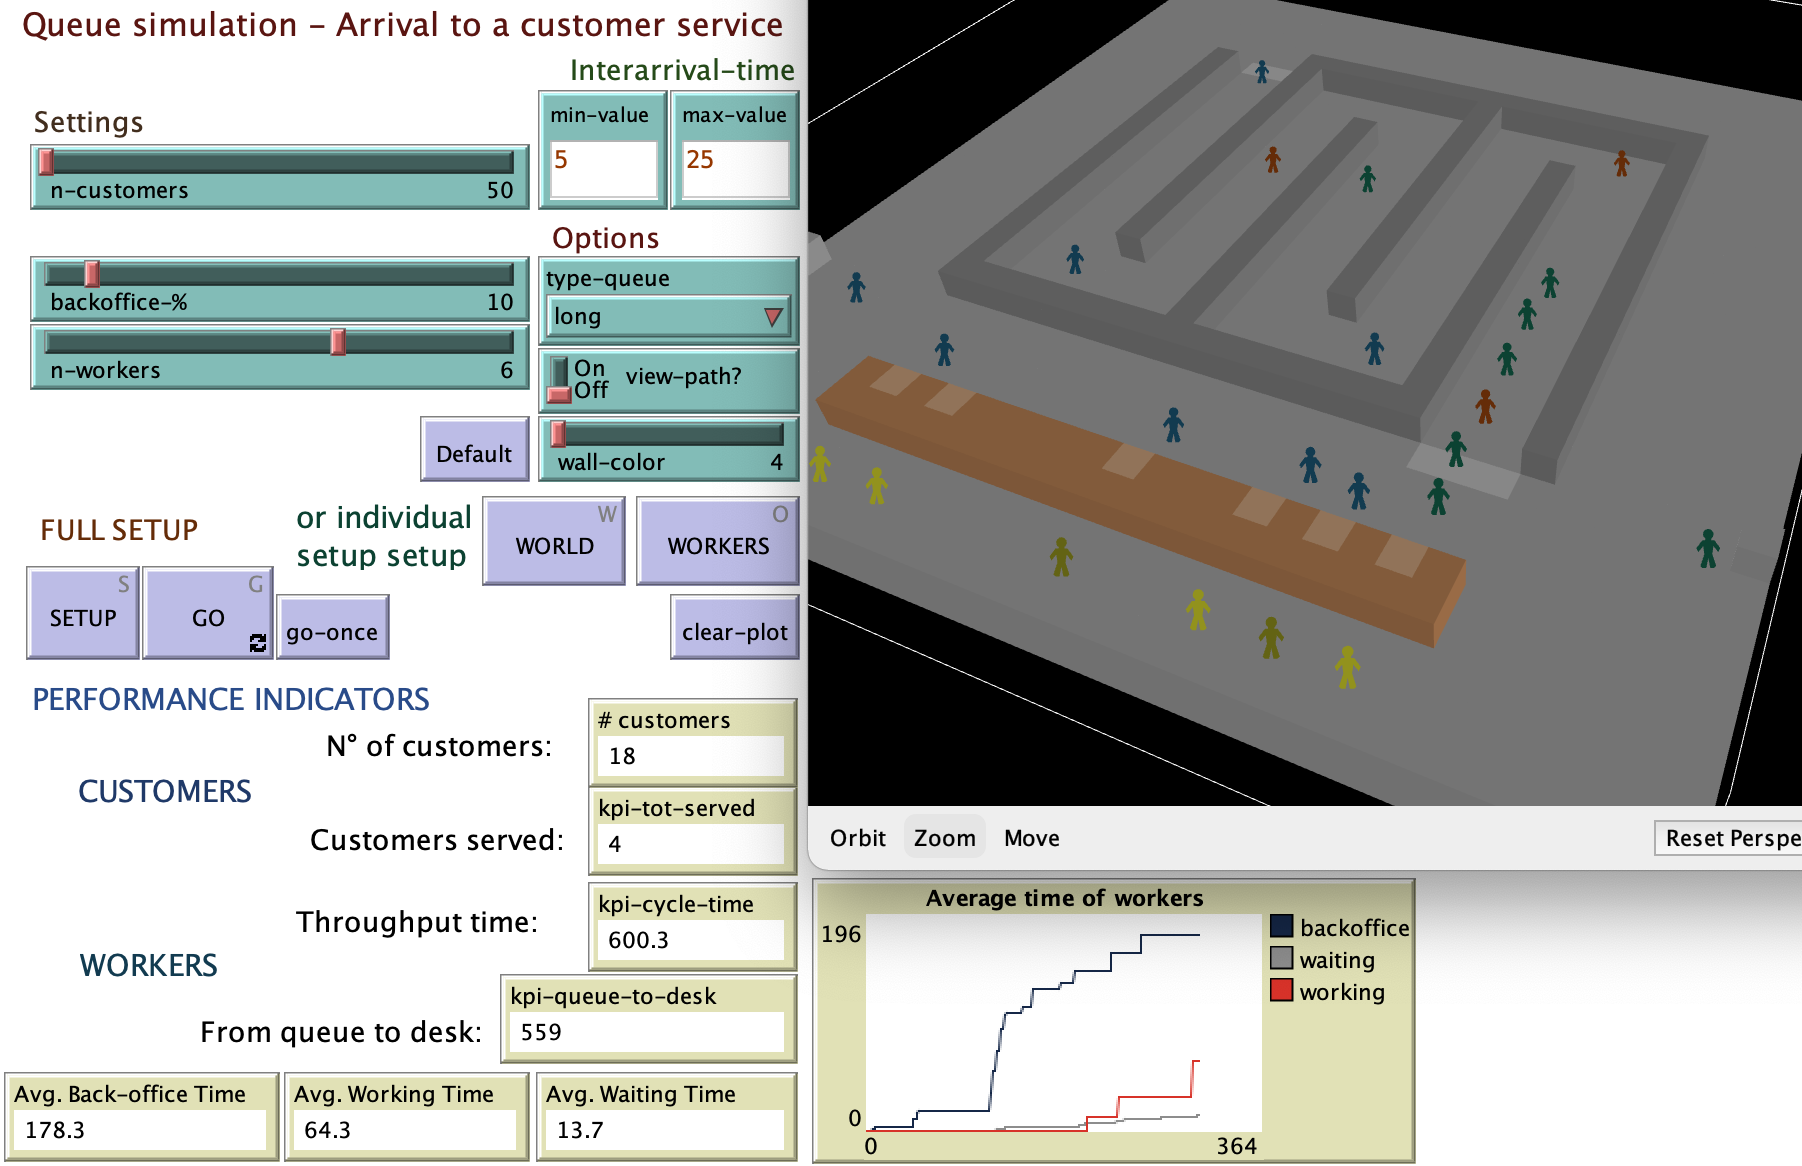 Queue simulation - Arrival to a customer service
Interarrival-time
Settings
min-value
5
max-value
25
n-customers 50
Options
backoffice-% 10
type-queue
long
n-workers 6
On
Off
view-path?
Default
wall-color 4
FULL SETUP
or individual
setup setup
W
WORLD
O
WORKERS
S
SETUP
G
GO
go-once
clear-plot
PERFORMANCE INDICATORS
N° of customers:
# customers
18
CUSTOMERS
Customers served:
kpi-tot-served
4
Throughput time:
kpi-cycle-time
600.3
WORKERS
From queue to desk:
kpi-queue-to-desk
559
Avg. Back-office Time
178.3
Avg. Working Time
64.3
Avg. Waiting Time
13.7
Orbit Zoom Move
Reset Perspe
Average time of workers
196
0
0 364
backoffice
waiting
working